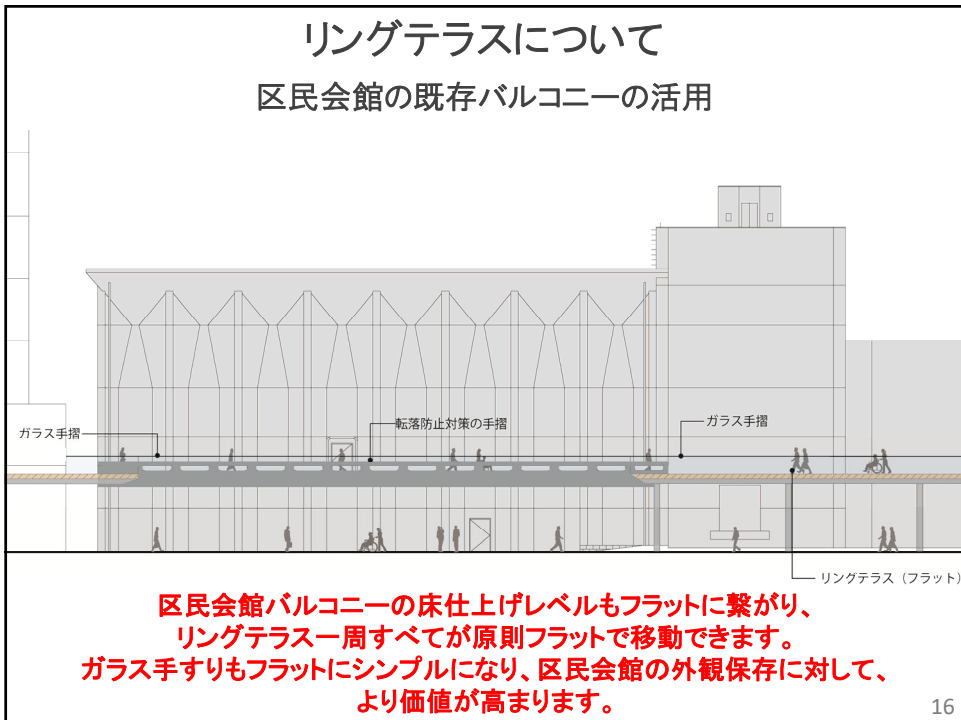 リングテラスについて
区民会館の既存バルコニーの活用
ガラス手摺
転落防止対策の手摺
ガラス手摺
リングテラス（フラット）
区民会館バルコニーの床仕上げレベルもフラットに繋がり、
リングテラス一周すべてが原則フラットで移動できます。
ガラス手すりもフラットにシンプルになり、区民会館の外観保存に対して、
より価値が高まります。
16